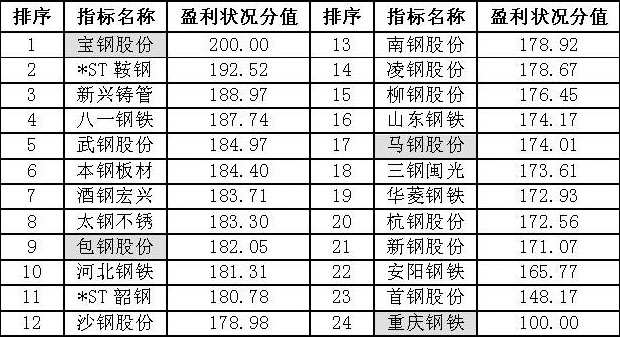 排序 指标名称 盈利状况分值 排序 指标名称 盈利状况分值
1 宝钢股份 200.00 13 南钢股份 178.92
2 *ST 鞍钢 192.52 14 凌钢股份 178.67
3 新兴铸管 188.97 15 柳钢股份 176.45
4 八一钢铁 187.74 16 山东钢铁 174.17
5 武钢股份 184.97 17 马钢股份 174.01
6 本钢板材 184.40 18 三钢闽光 173.61
7 酒钢宏兴 183.71 19 华菱钢铁 172.93
8 太钢不锈 183.30 20 杭钢股份 172.56
9 包钢股份 182.05 21 新钢股份 171.07
10 河北钢铁 181.31 22 安阳钢铁 165.77
11 *ST 韶钢 180.78 23 首钢股份 148.17
12 沙钢股份 178.98 24 重庆钢铁 100.00